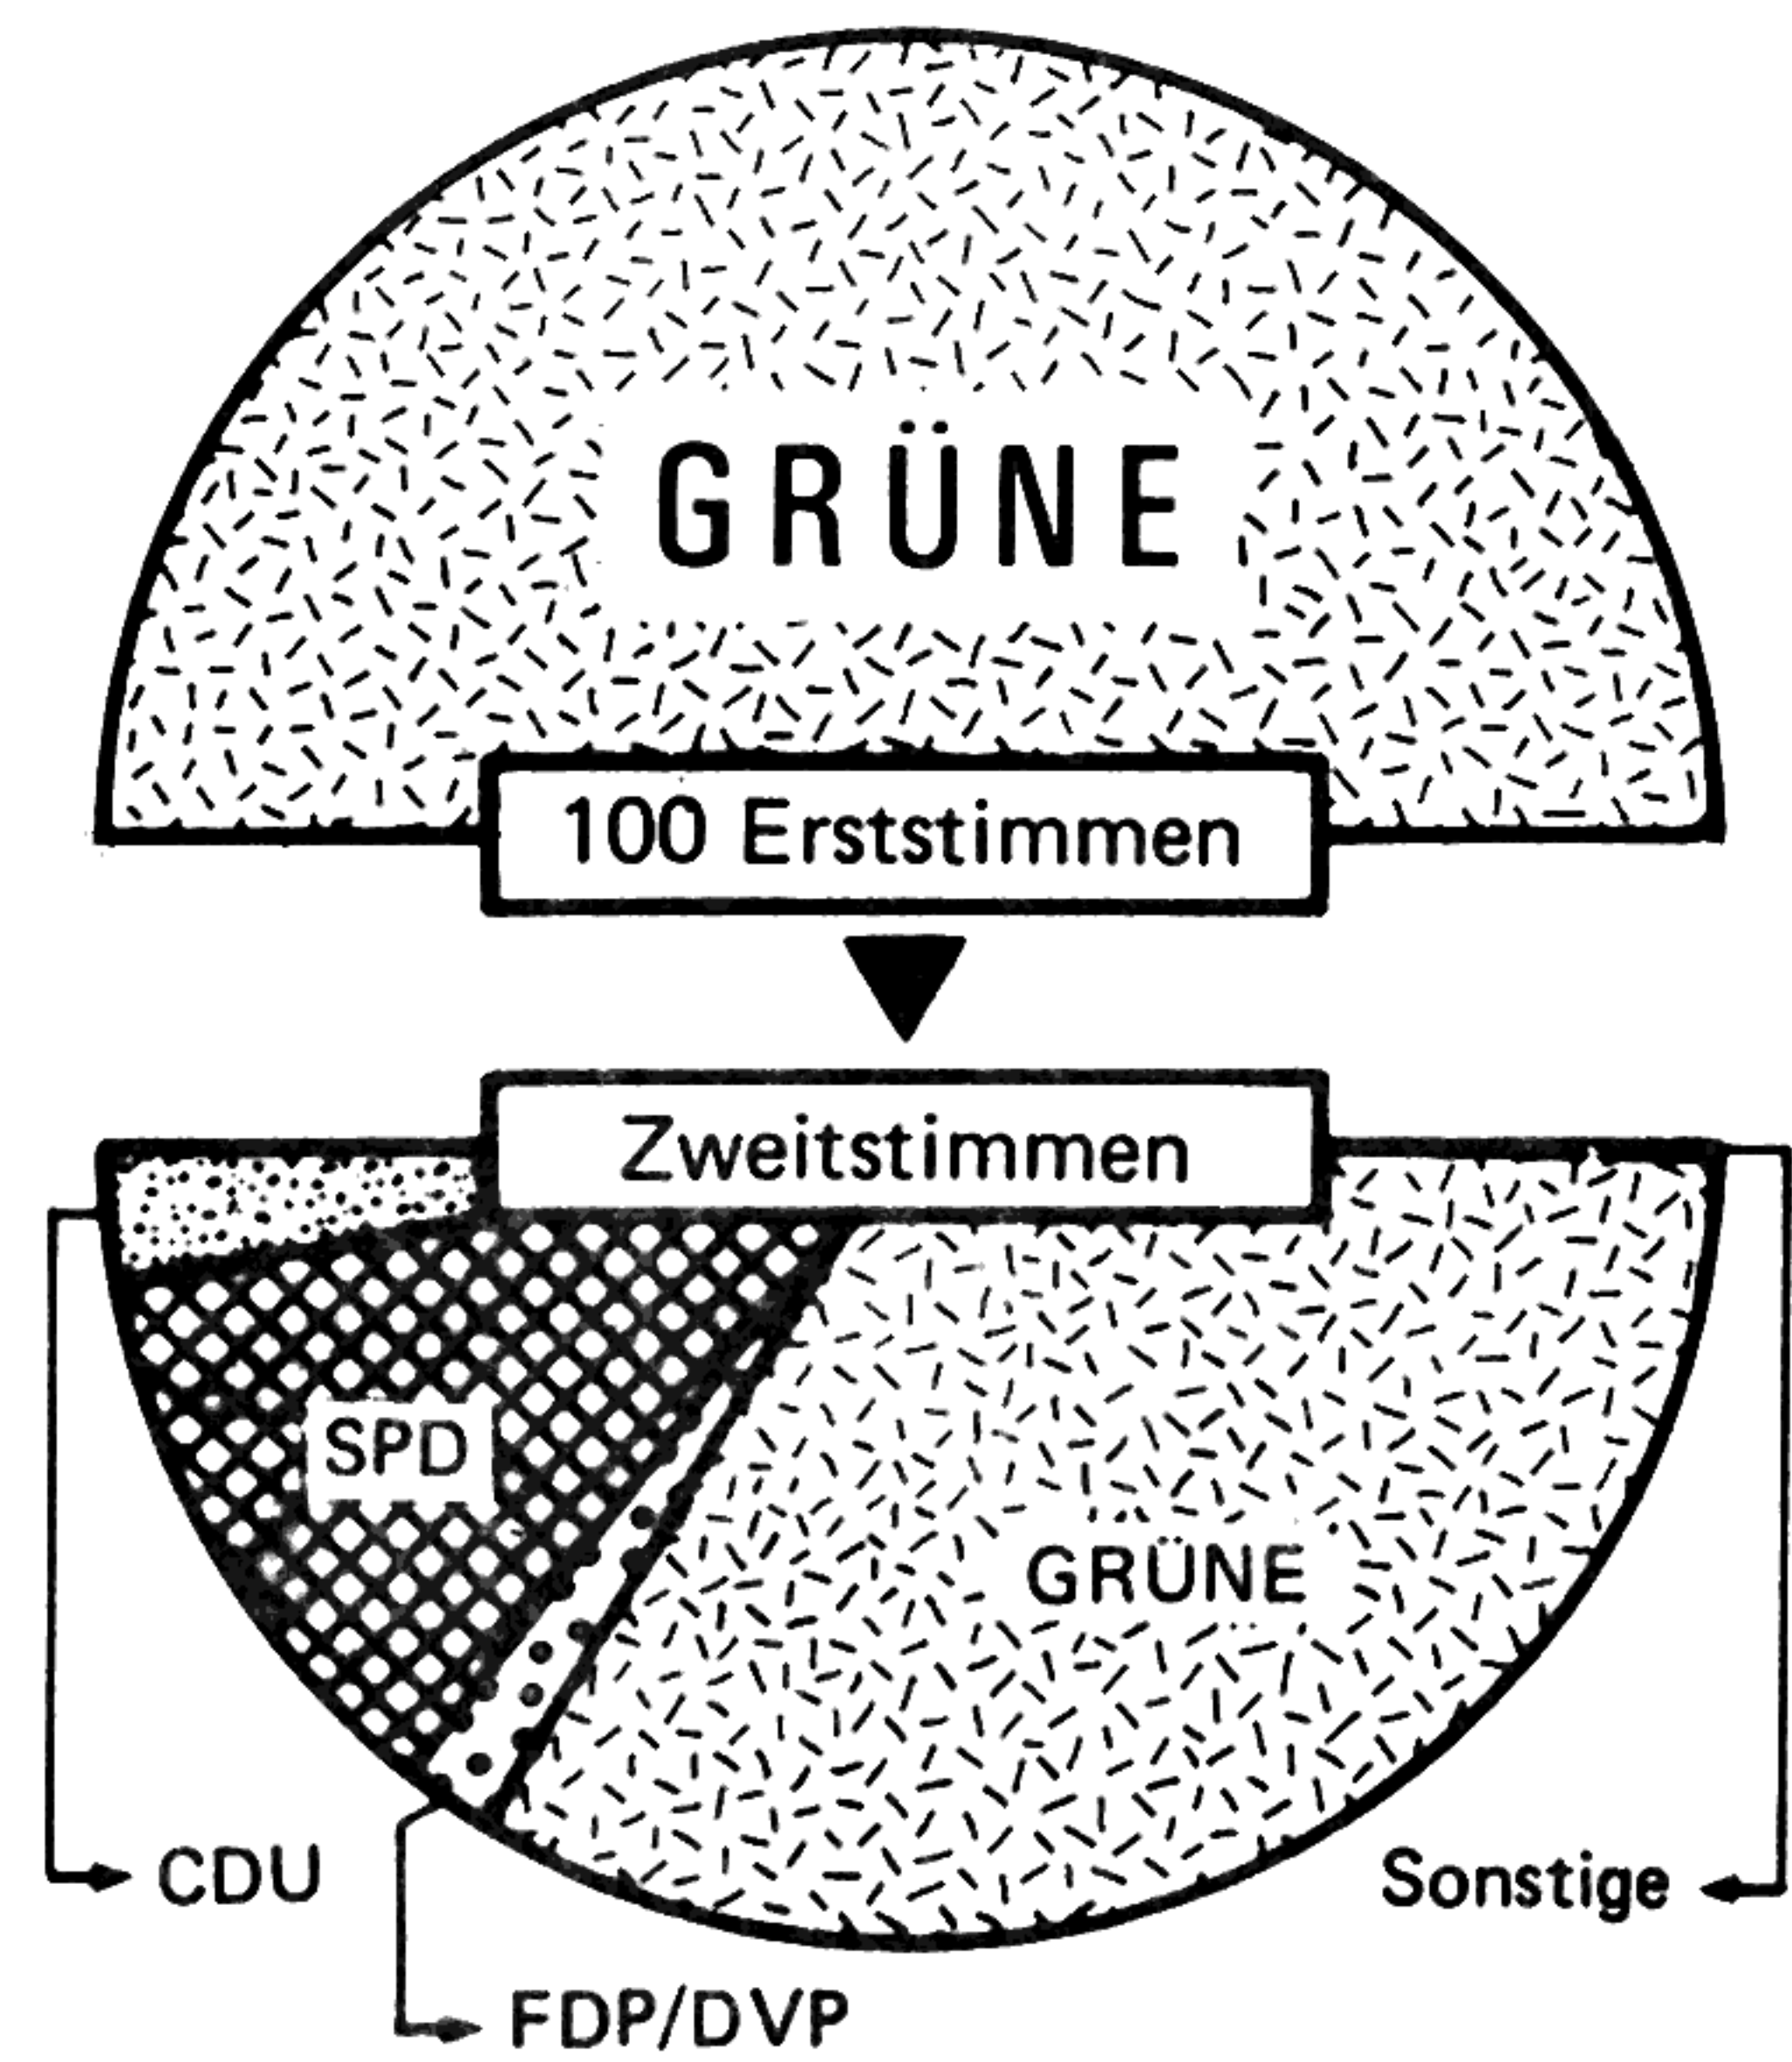 GRÜNE
100 Erststimmen
Zweitstimmen
SPD
GRÜNE
CDU
Sonstige
FDP/DVP